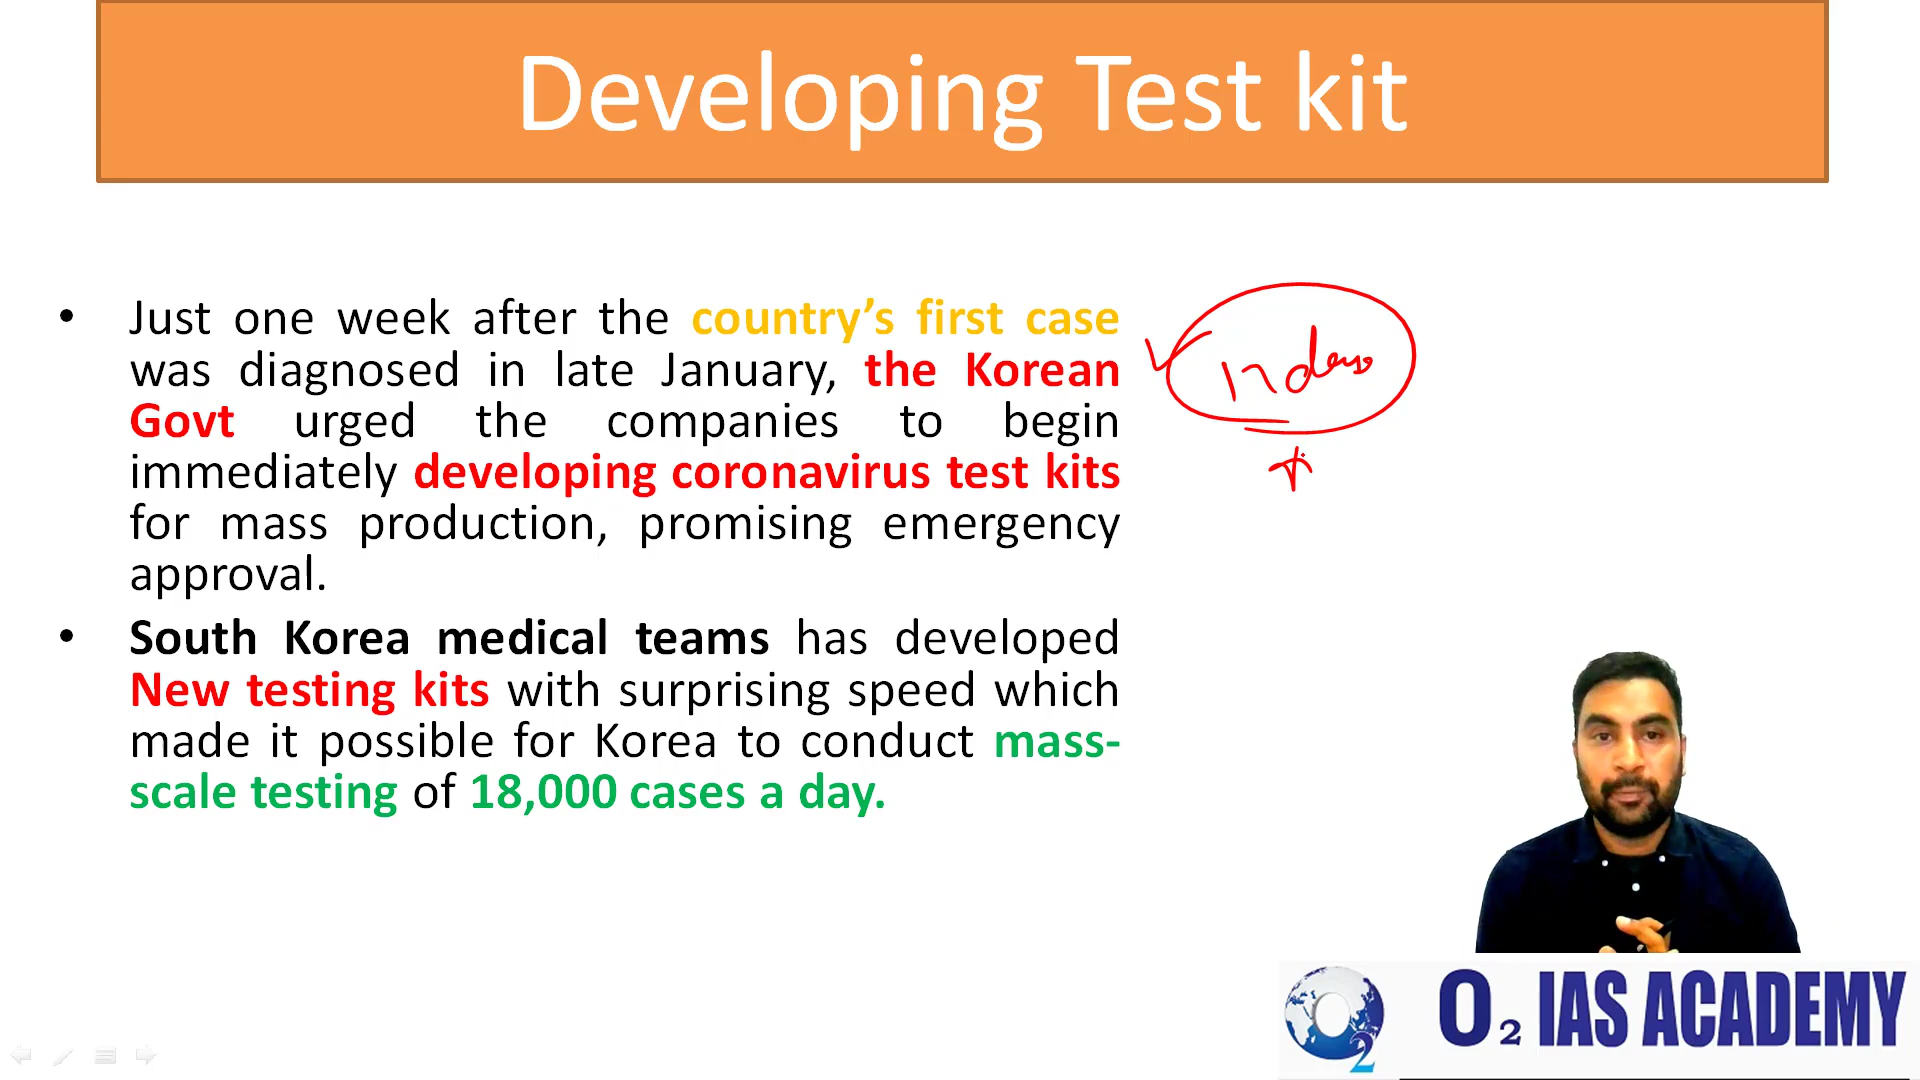 Developing Test kit
• Just one week after the country's first case
was diagnosed in late January, the Korean
Govt urged the companies to begin
immediately developing coronavirus test kits
for mass production, promising emergency
approval.
• South Korea medical teams has developed
New testing kits with surprising speed which
made it possible for Korea to conduct mass-
scale testing of 18,000 cases a day.
O2
O2 IAS ACADEMY